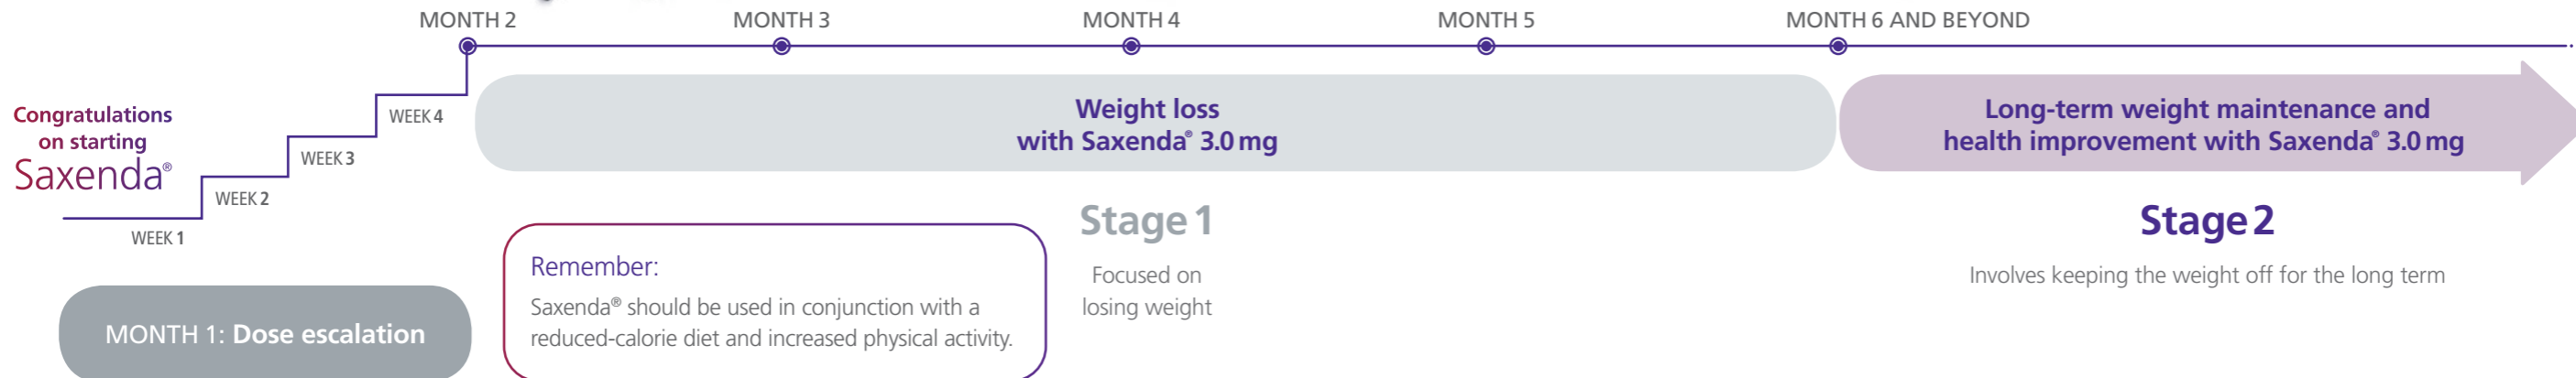 MONTH 2
MONTH 3
MONTH 4
MONTH 5
MONTH 6 AND BEYOND
Congratulations
on starting
Saxenda®
WEEK 1
WEEK 2
WEEK 3
WEEK 4
Weight loss
with Saxenda® 3.0 mg
Long-term weight maintenance and
health improvement with Saxenda® 3.0 mg
MONTH 1: Dose escalation
Remember:
Saxenda® should be used in conjunction with a
reduced-calorie diet and increased physical activity.
Stage 1
Focused on
losing weight
Stage 2
Involves keeping the weight off for the long term